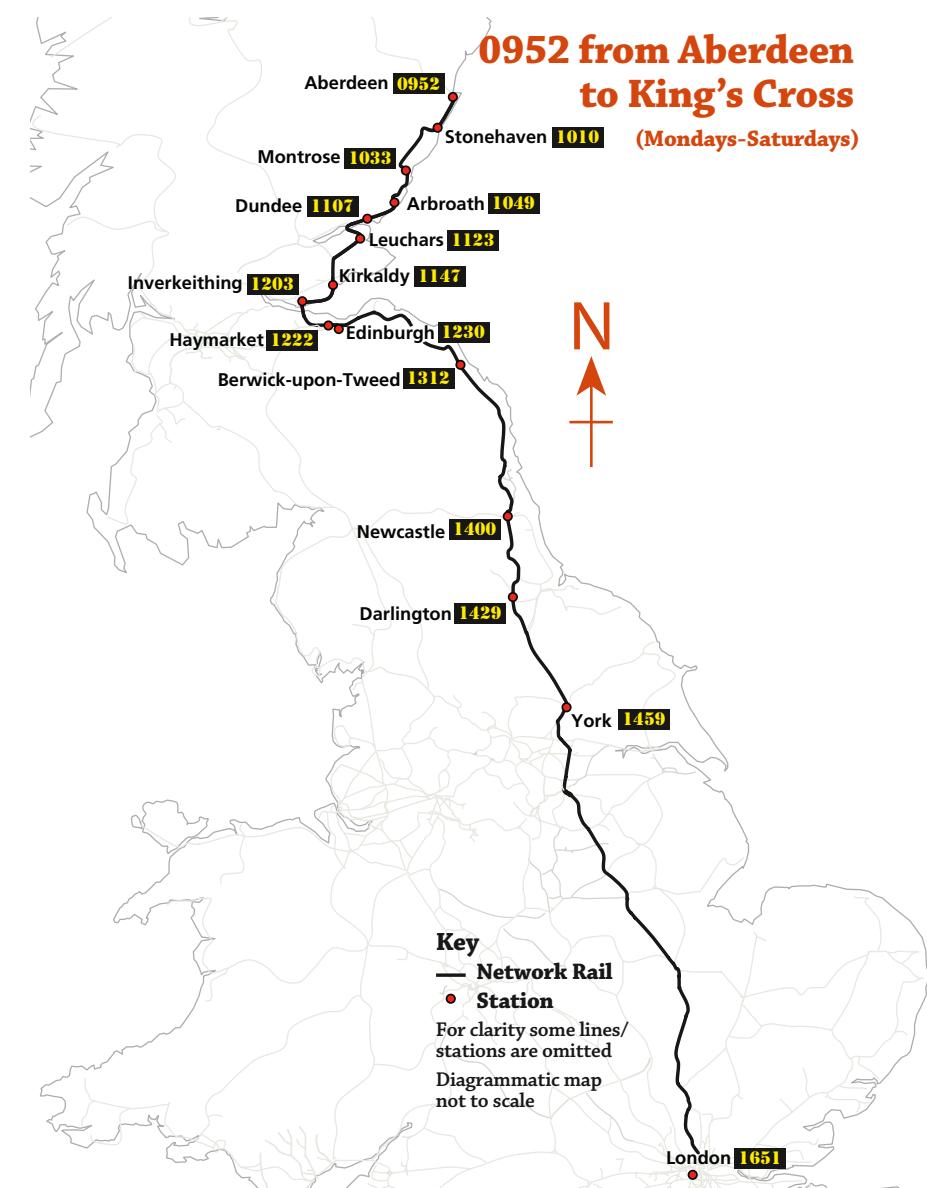 0952 from Aberdeen
to King's Cross
(Mondays-Saturdays)
Aberdeen 0952
Stonehaven 1010
Montrose 1033
Arbroath 1049
Dundee 1107
Leuchars 1123
Kirkaldy 1147
Inverkeithing 1203
Haymarket 1222
Edinburgh 1230
Berwick-upon-Tweed 1312
N
Newcastle 1400
Darlington 1429
York 1459
Key
Network Rail
Station
For clarity some lines/
stations are omitted
Diagrammatic map
not to scale
London 1651